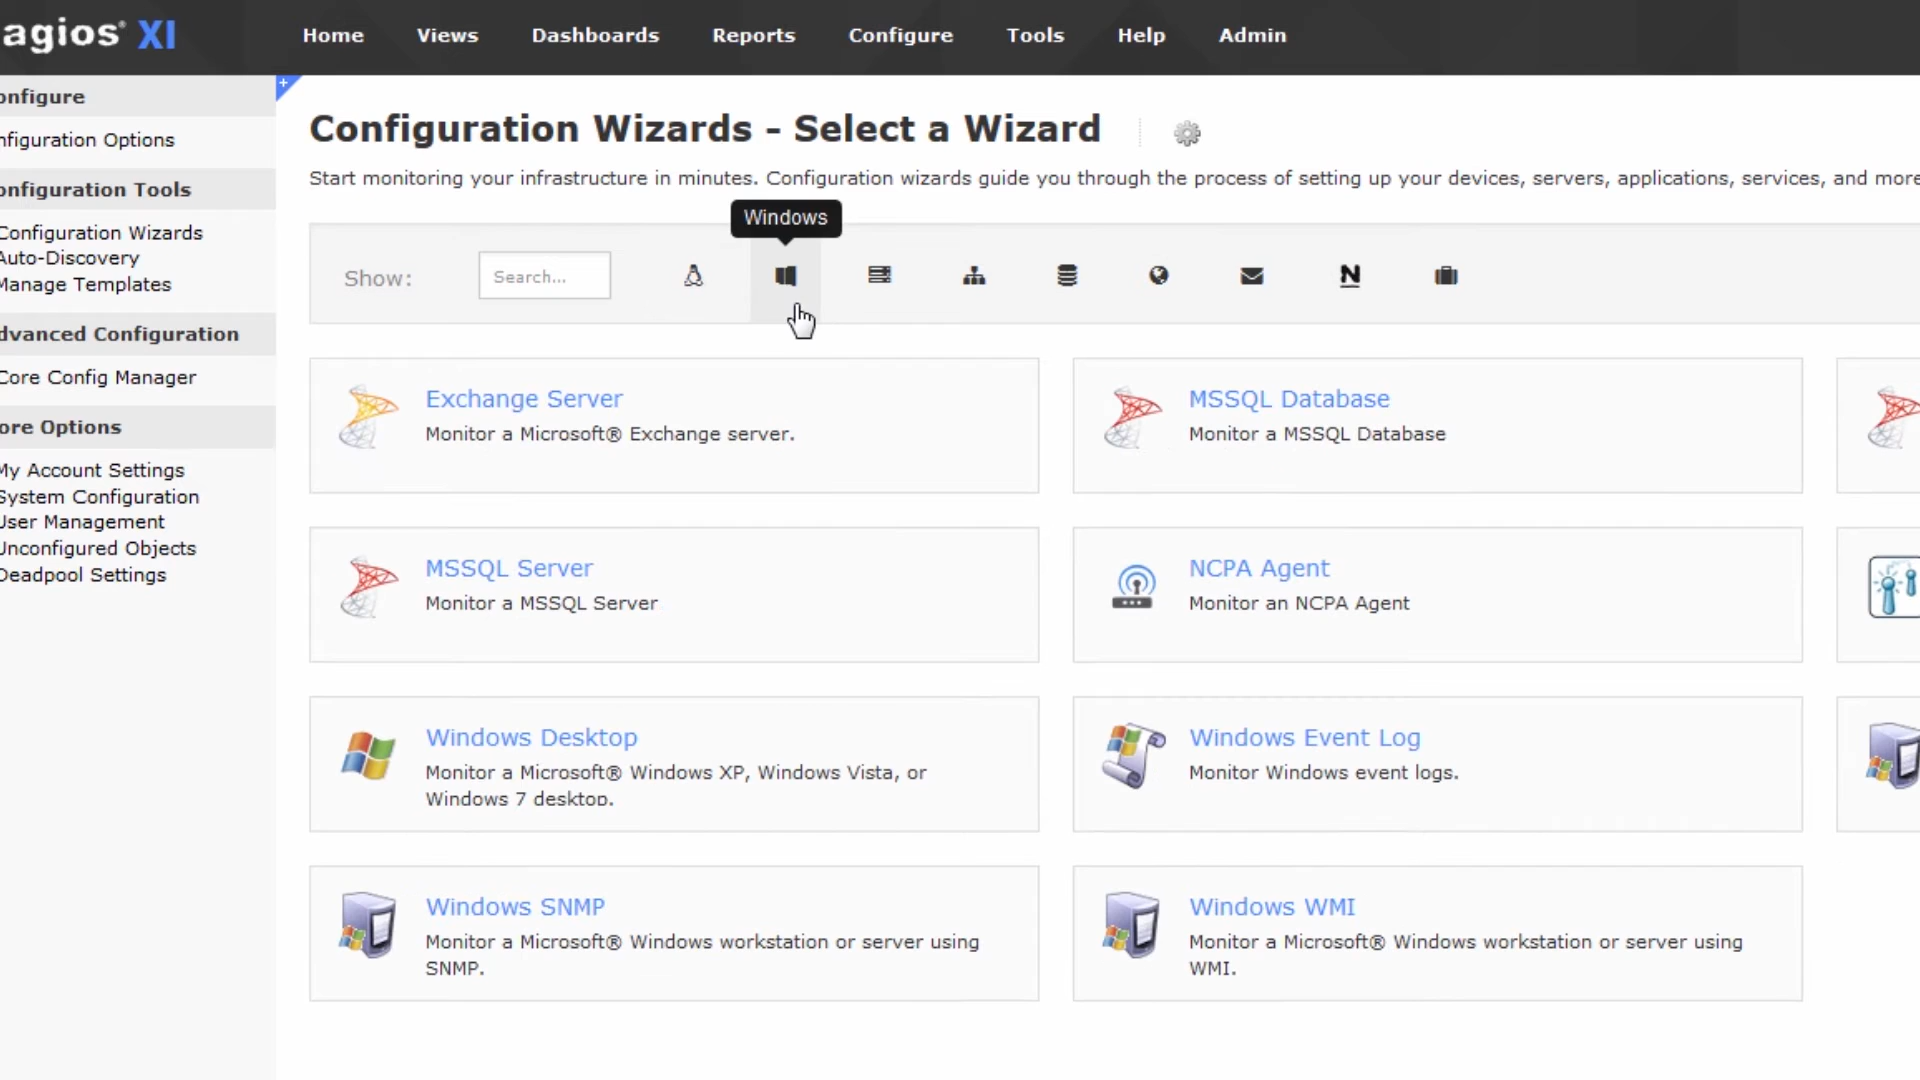 agios® XI
Home Views Dashboards Reports Configure Tools Help Admin
onfigure
nfiguration Options
onfiguration Tools
Configuration Wizards
Auto-Discovery
Manage Templates
dvanced Configuration
Core Config Manager
ore Options
My Account Settings
System Configuration
User Management
Unconfigured Objects
Deadpool Settings
+
Configuration Wizards - Select a Wizard
Start monitoring your infrastructure in minutes. Configuration wizards guide you through the process of setting up your devices, servers, applications, services, and more
Windows
Show: Search... N
Exchange Server
Monitor a Microsoft® Exchange server.
MSSQL Database
Monitor a MSSQL Database
MSSQL Server
Monitor a MSSQL Server
NCPA Agent
Monitor an NCPA Agent
Windows Desktop
Monitor a Microsoft® Windows XP, Windows Vista, or
Windows 7 desktop.
Windows Event Log
Monitor Windows event logs.
Windows SNMP
Monitor a Microsoft® Windows workstation or server using
SNMP.
Windows WMI
Monitor a Microsoft® Windows workstation or server using
WMI.